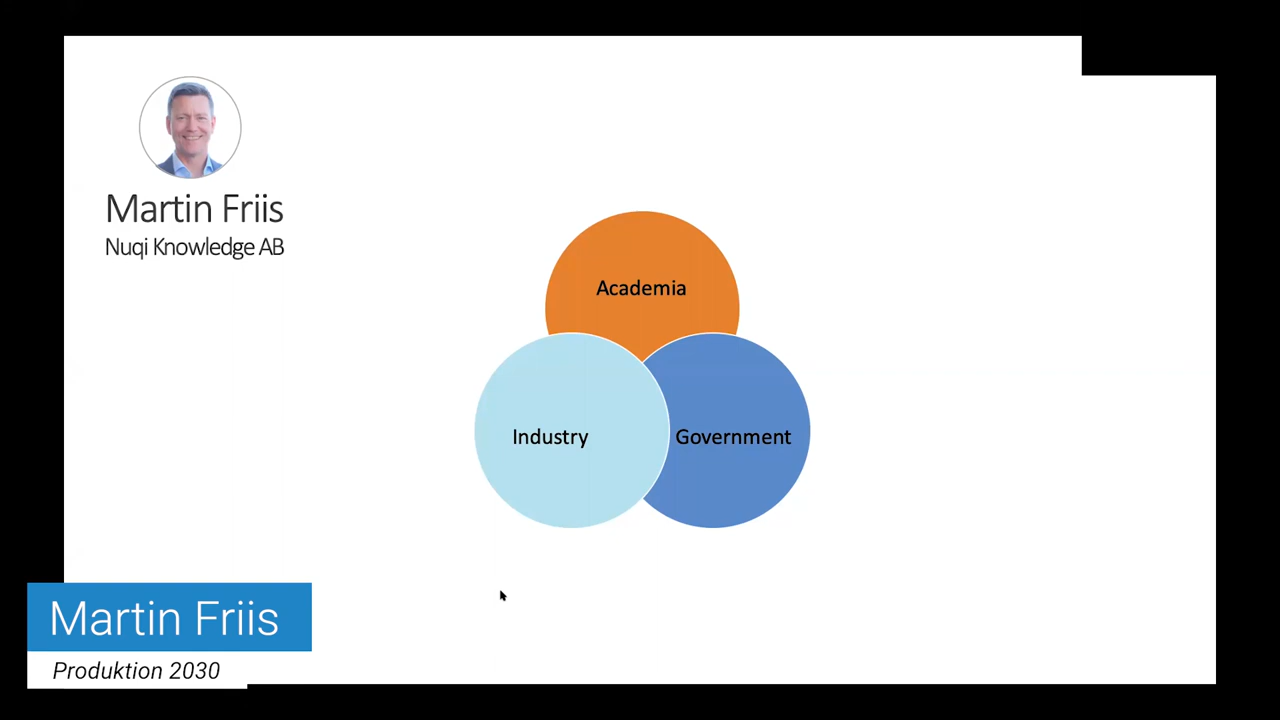 Martin Friis
Nuqi Knowledge AB
Academia
Industry
Government
Martin Friis
Produktion 2030